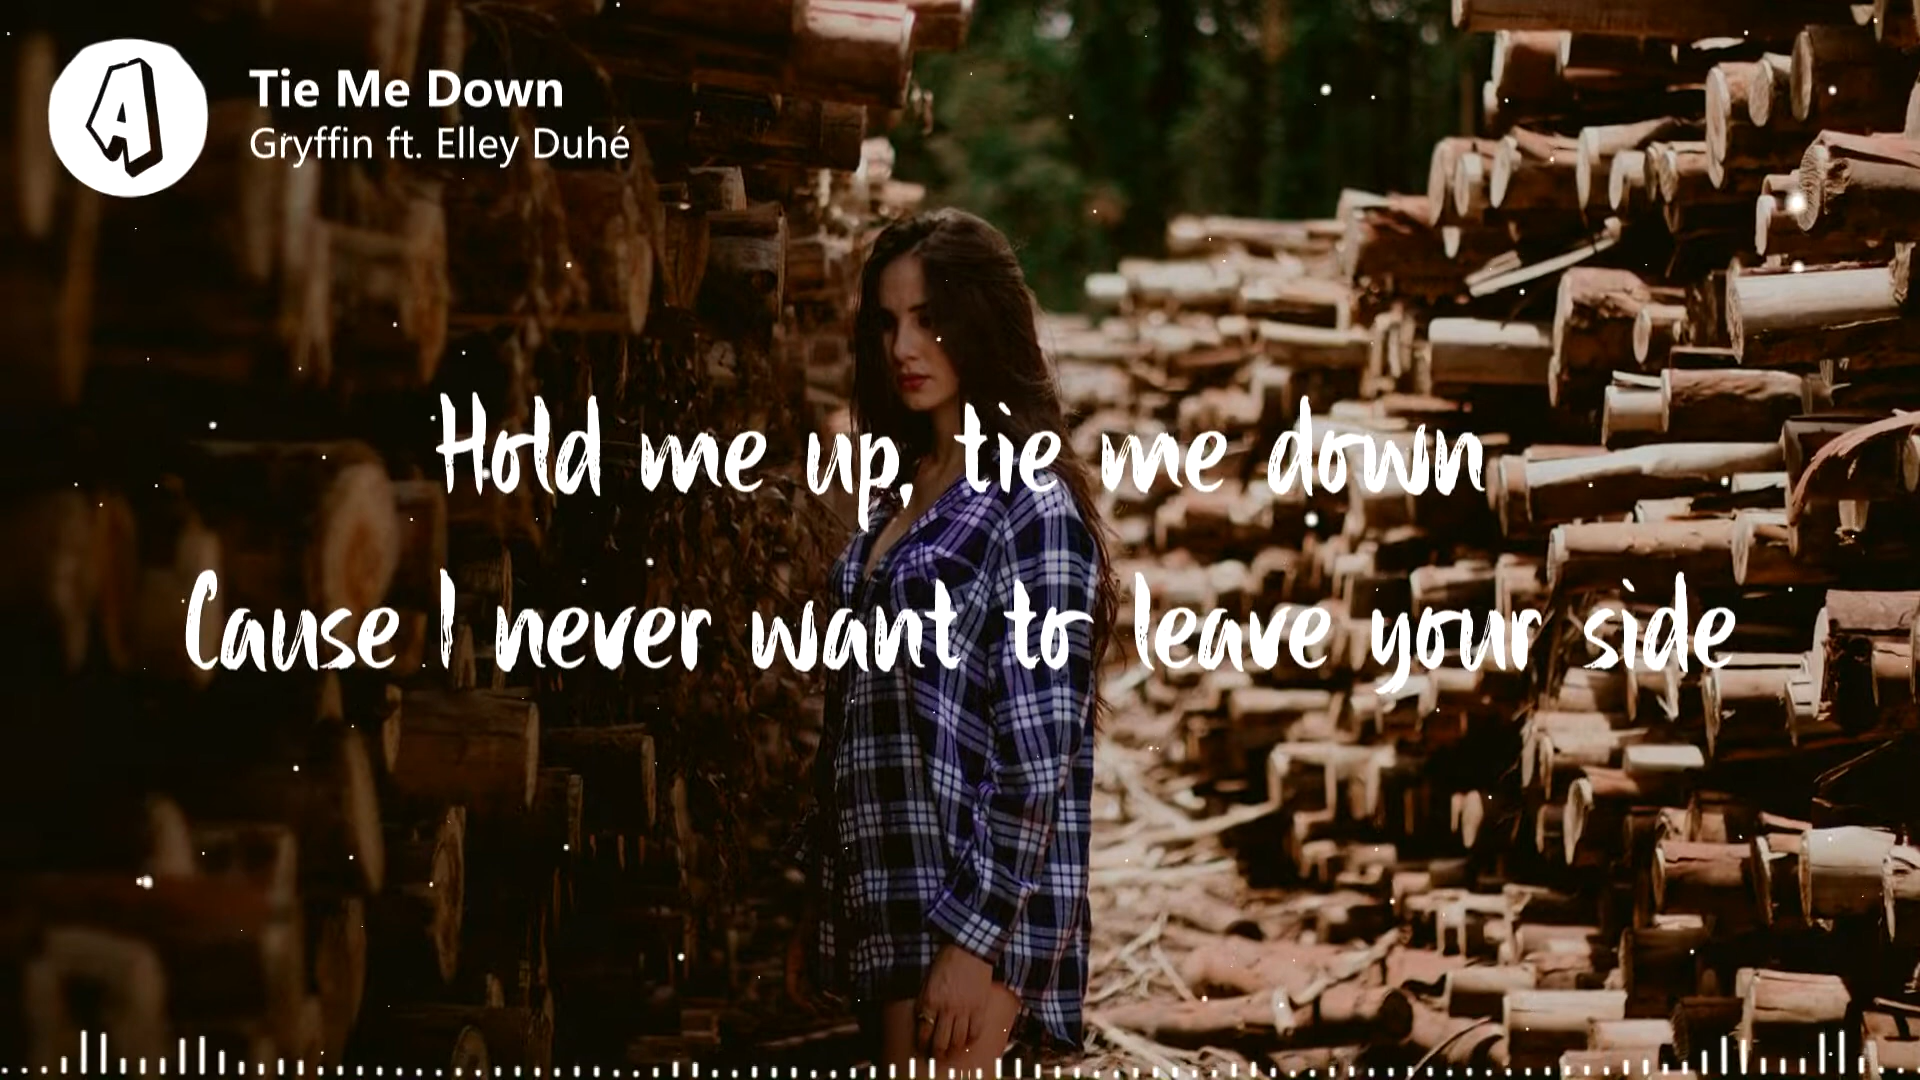 A
Tie Me Down
Gryffin ft. Elley Duhé
Hold me up, tie me down
Cause I never want to leave your side